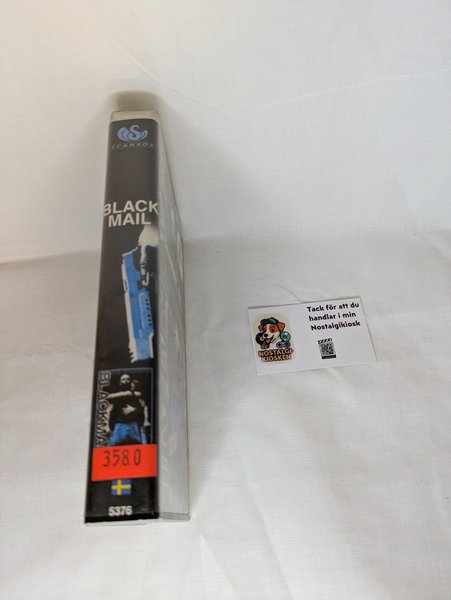 SCANBOX
BLACK
MAIL
BLACKMA
3580
5376
Tack för att du
handlar i min
Nostalgikiosk
NOSTALGI
KIOSKEN